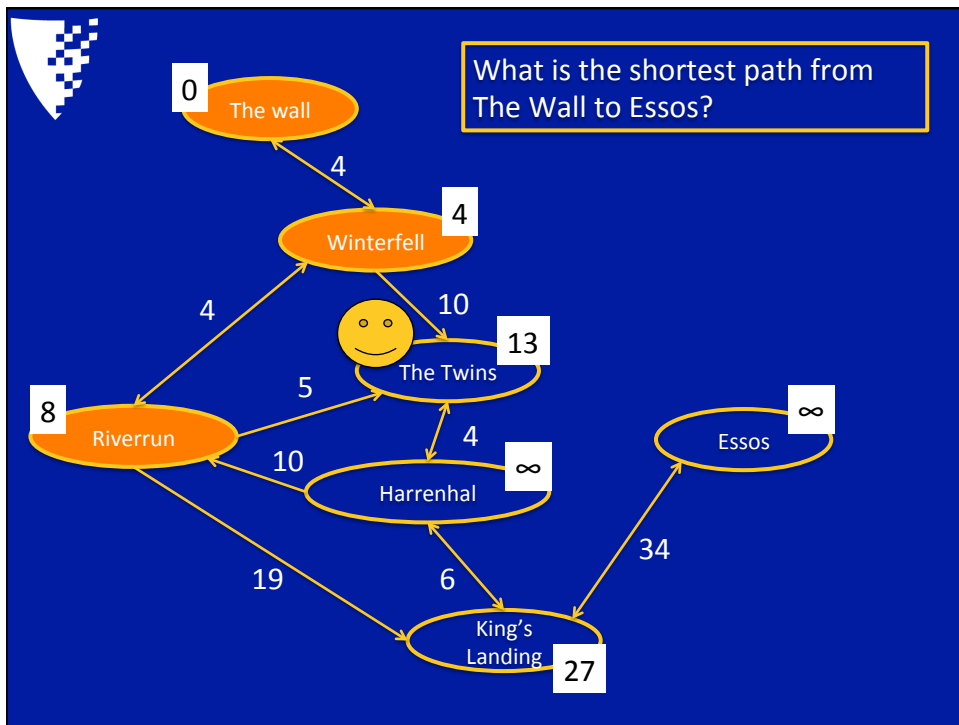 What is the shortest path from
The Wall to Essos?
0
The wall
4
4
Winterfell
4
10
13
The Twins
5
8
Riverrun
4
∞
Essos
10
∞
Harrenhal
34
19
6
King's
Landing
27